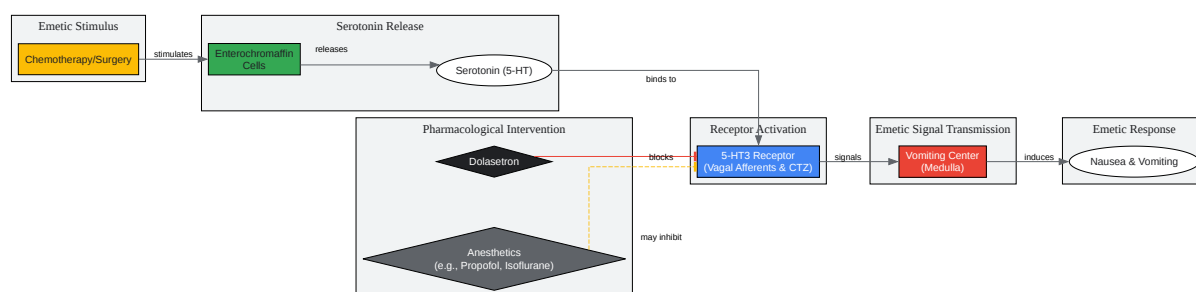 Emetic Stimulus
Chemotherapy/Surgery
stimulates
Serotonin Release
Enterochromaffin
Cells
releases
Serotonin (5-HT)
binds to
Pharmacological Intervention
Dolasetron
blocks
Anesthetics
(e.g., Propofol, Isoflurane)
may inhibit
Receptor Activation
5-HT3 Receptor
(Vagal Afferents & CTZ)
signals
Emetic Signal Transmission
Vomiting Center
(Medulla)
induces
Emetic Response
Nausea & Vomiting